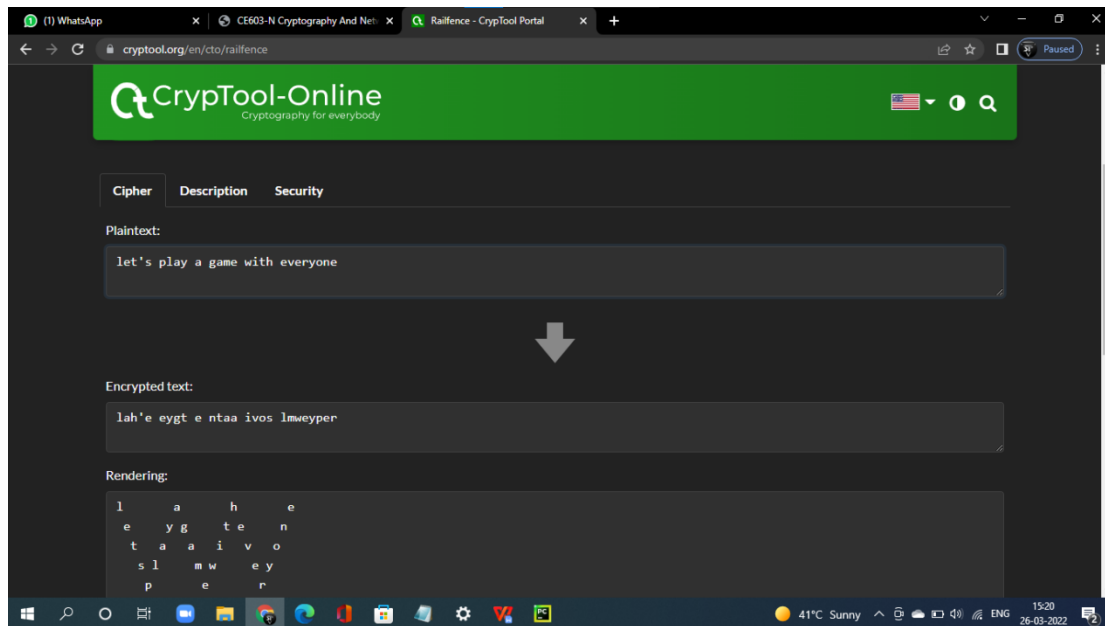 (1) WhatsApp
CE603-N Cryptography And Net
Railfence - CrypTool Portal
cryptool.org/en/cto/railfence
Paused
CrypTool-Online
Cryptography for everybody
Cipher Description Security
Plaintext:
let's play a game with everyone
Encrypted text:
lah'e eygt e ntaa ivos lmweyper
Rendering:
l a h e
e y g t e n
t a a i v o
s l m w e y
p e r
41°C Sunny
ENG
15:20
26-03-2022
2